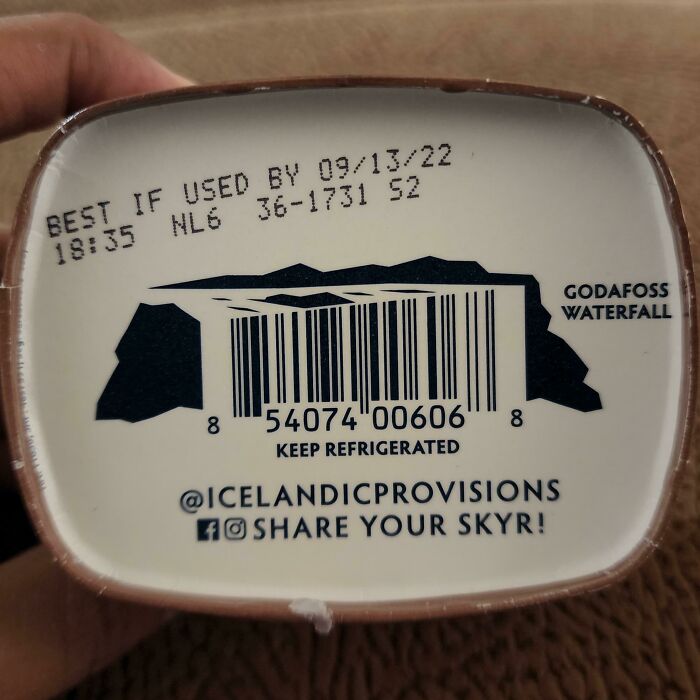 BEST IF USED BY 09/13/22
18:35 NL6 36-1731 S2
GODAFOSS
WATERFALL
8 54074 00606 8
KEEP REFRIGERATED
@ICELANDICPROVISIONS
SHARE YOUR SKYR!